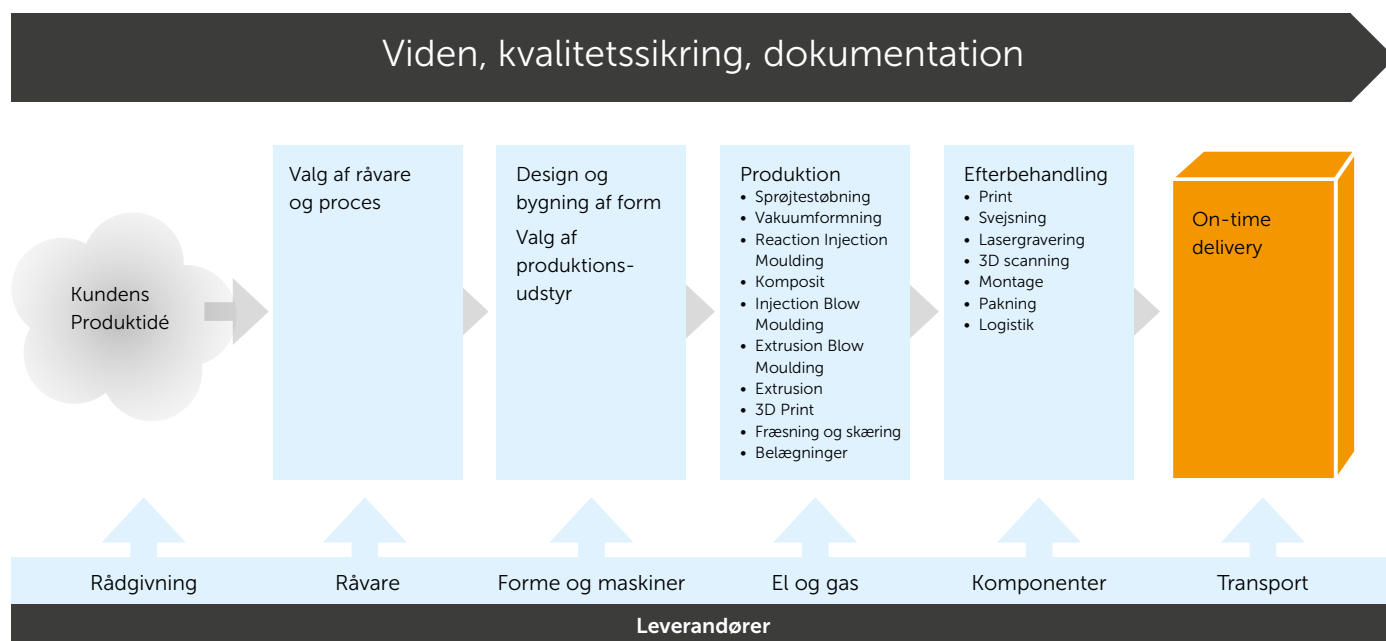 Viden, kvalitetssikring, dokumentation
Kundens
Produktidé
Valg af råvare
og proces
Design og
bygning af form
Valg af
produktions-
udstyr
Produktion
• Sprøjtestøbning
• Vakuumformning
• Reaction Injection
Moulding
• Komposit
• Injection Blow
Moulding
• Extrusion Blow
Moulding
• Extrusion
• 3D Print
• Fræsning og skæring
• Belægninger
Efterbehandling
• Print
• Svejsning
• Lasergravering
• 3D scanning
• Montage
• Pakning
• Logistik
On-time
delivery
Rådgivning
Råvare
Forme og maskiner
El og gas
Komponenter
Transport
Leverandører